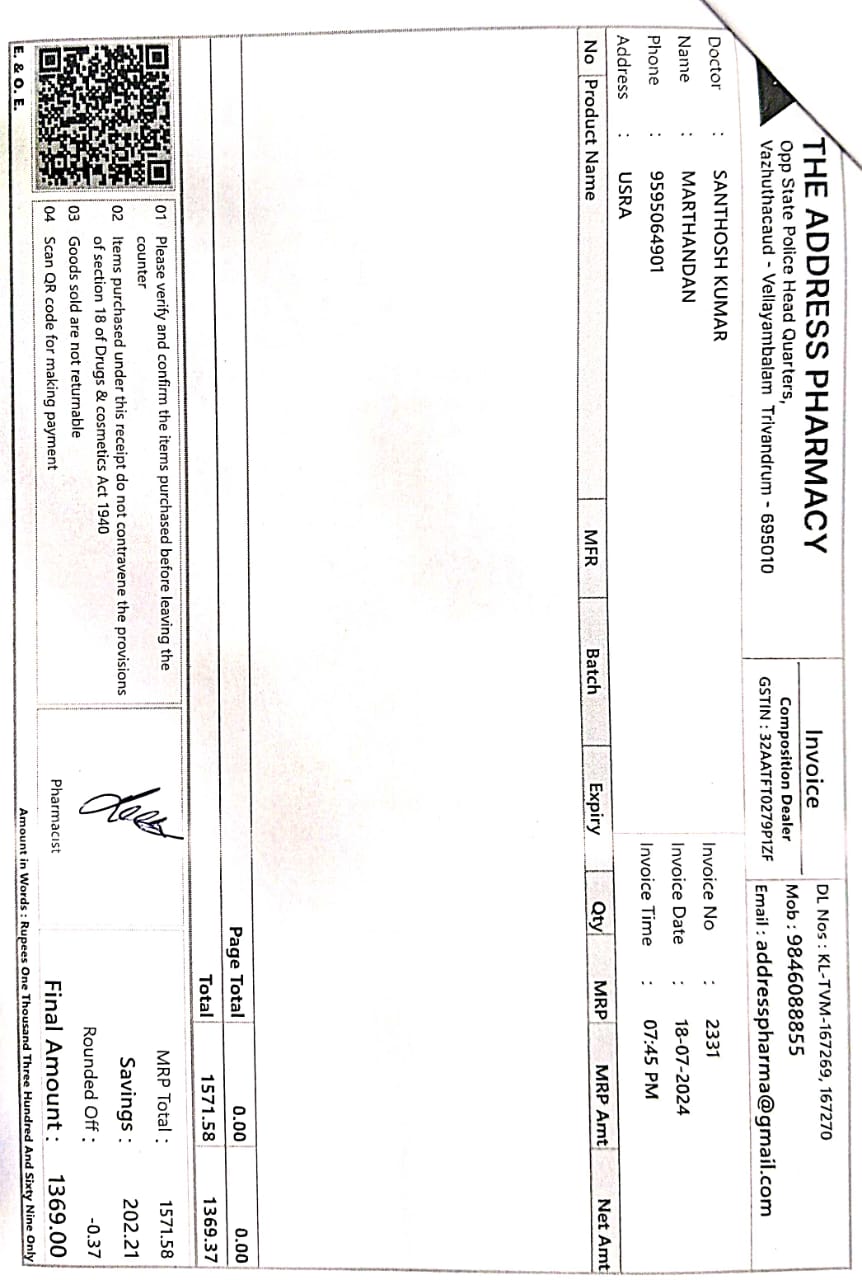 THE ADDRESS PHARMACY
Opp State Police Head Quarters,
Vazhuthacaud - Vellayambalam Trivandrum - 695010
Invoice
Composition Dealer
GSTIN : 32AATFT0279P1ZF
DL Nos : KL-TVM-167269, 167270
Mob : 9846088855
Email : addresspharma@gmail.com
Doctor : SANTHOSH KUMAR
Name : MARTHANDAN
Phone : 9595064901
Address : USRA
Invoice No : 2331
Invoice Date : 18-07-2024
Invoice Time : 07:45 PM
No Product Name MFR Batch Expiry Qty MRP MRP Amt Net Amt
Page Total 0.00 0.00
Total 1571.58 1369.37
01 Please verify and confirm the items purchased before leaving the
counter
02 Items purchased under this receipt do not contravene the provisions
of section 18 of Drugs & cosmetics Act 1940
03 Goods sold are not returnable
04 Scan QR code for making payment
E. & O. E.
Pharmacist
MRP Total : 1571.58
Savings : 202.21
Rounded Off : -0.37
Final Amount : 1369.00
Amount in Words : Rupees One Thousand Three Hundred And Sixty Nine Only